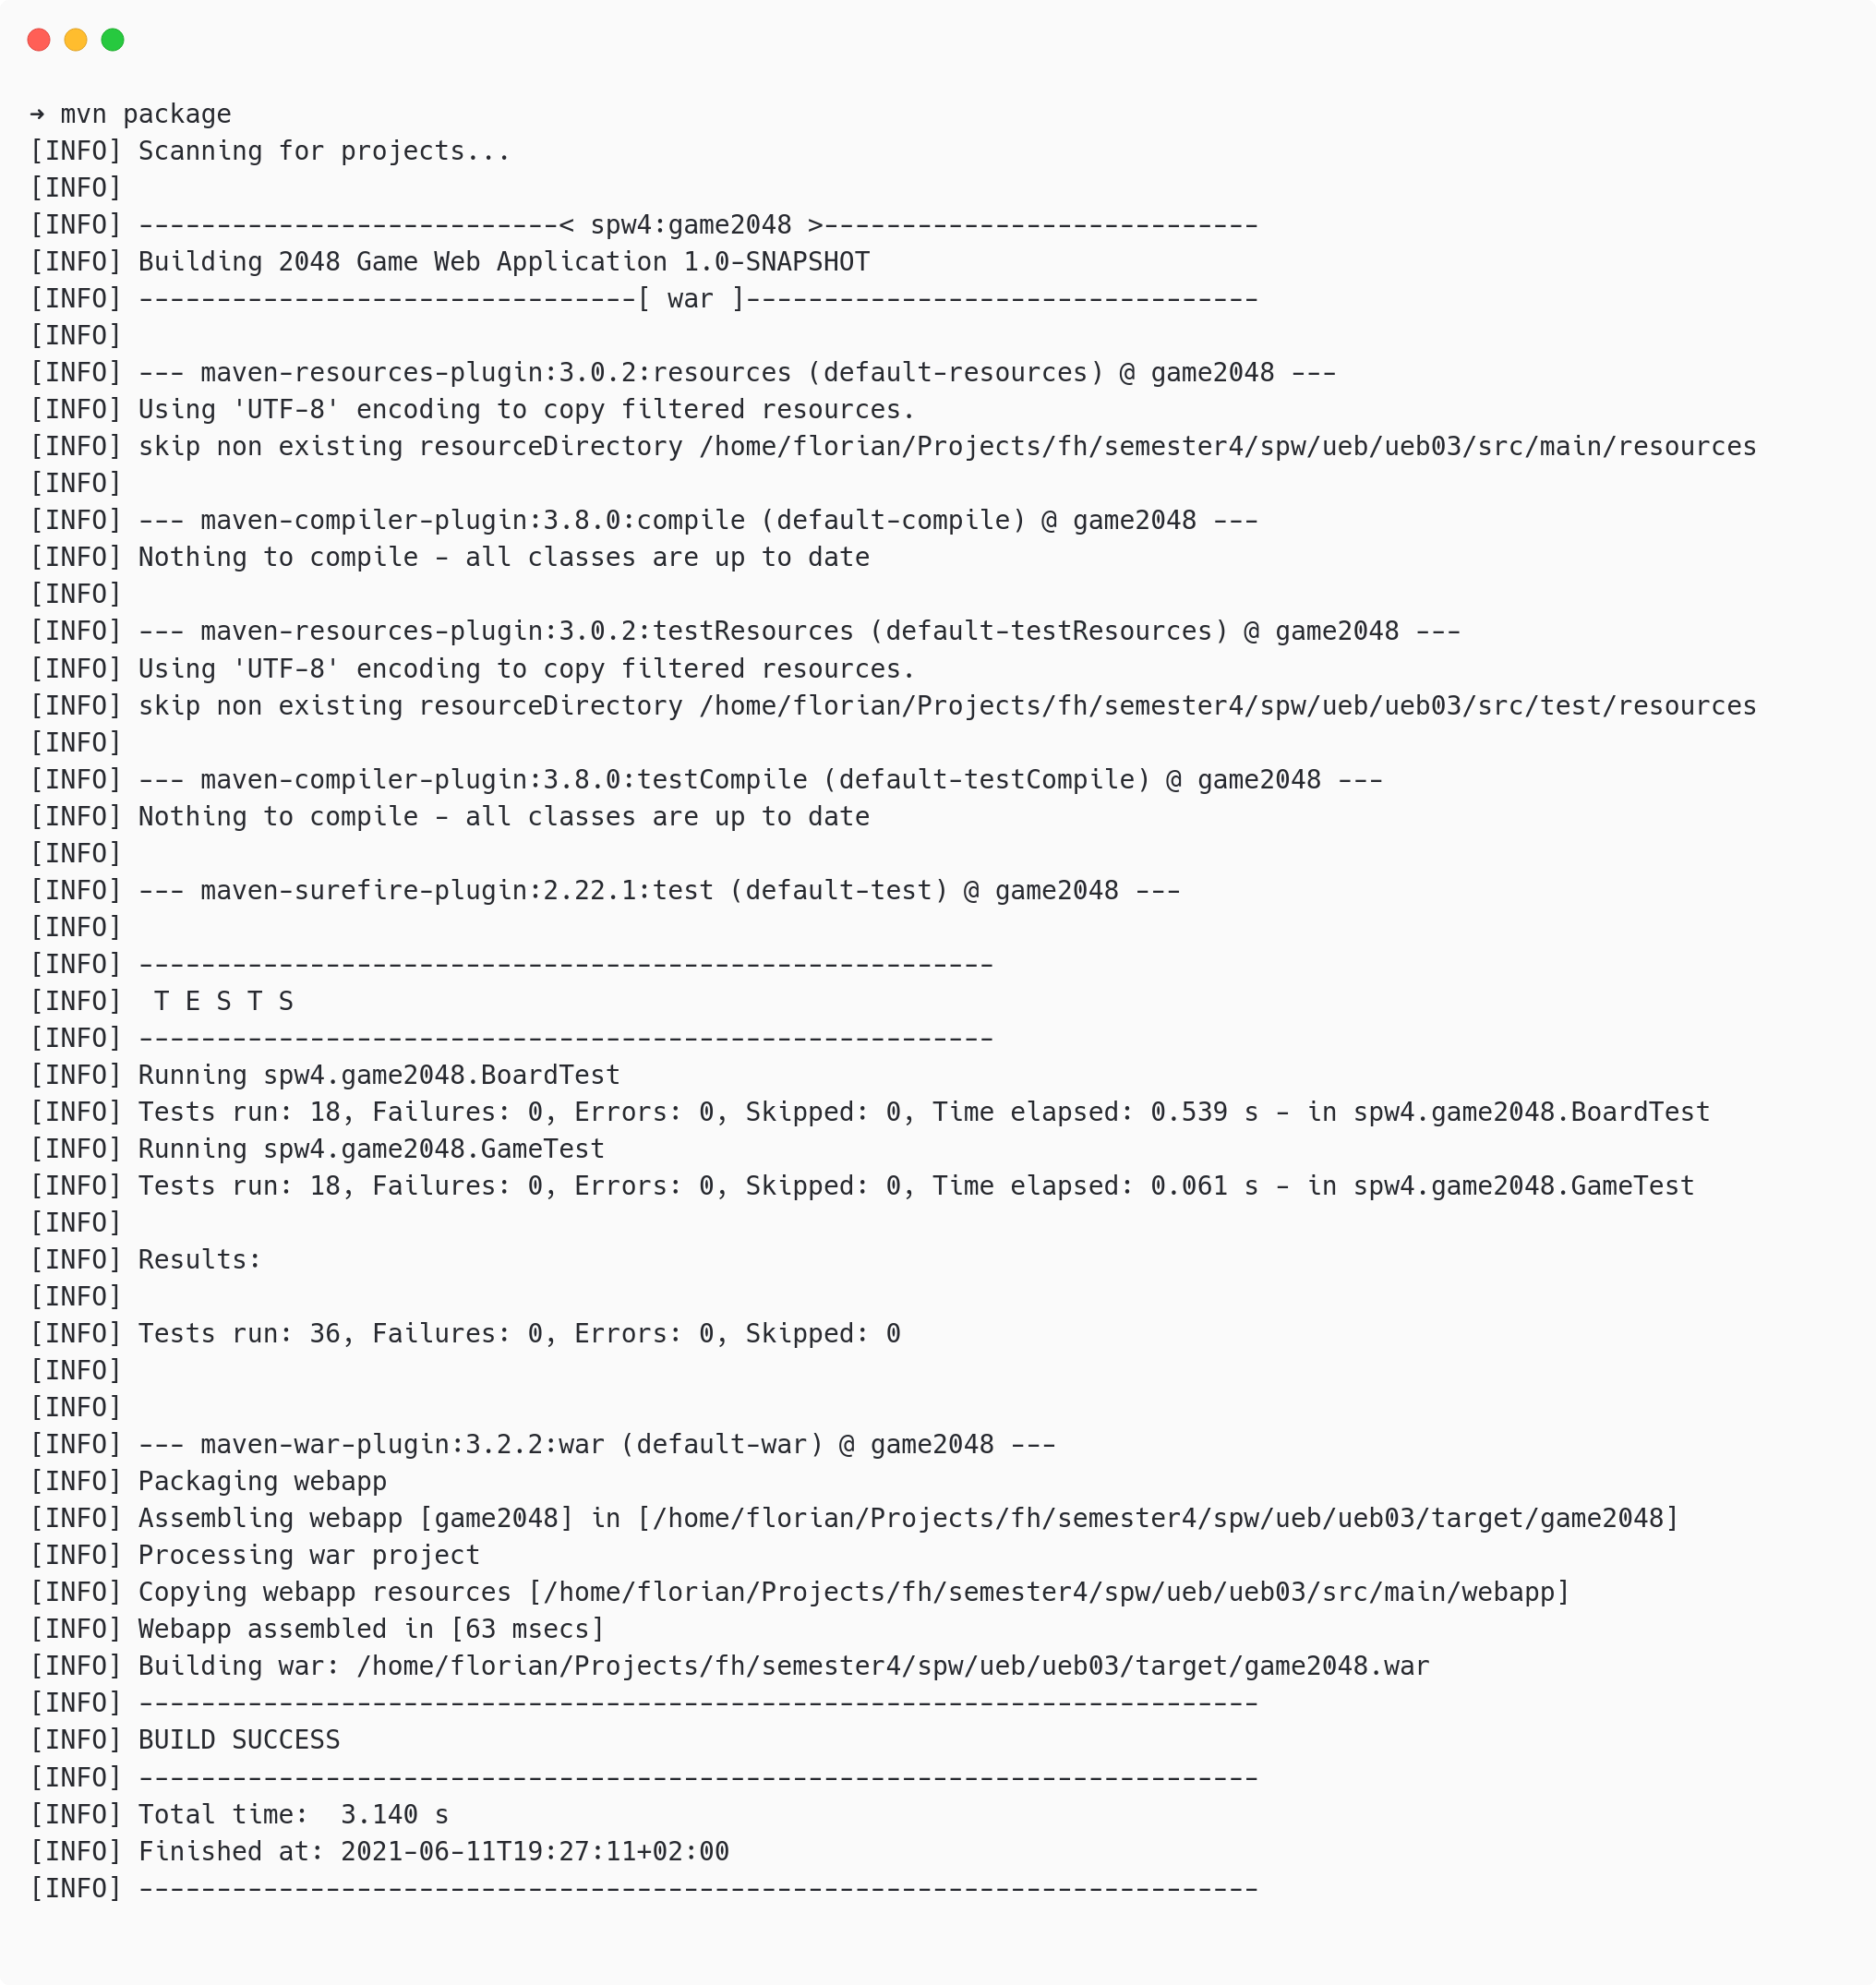 ➜ mvn package
[INFO] Scanning for projects...
[INFO]
[INFO] ---------------------------< spw4:game2048 >----------------------------
[INFO] Building 2048 Game Web Application 1.0-SNAPSHOT
[INFO] --------------------------------[ war ]---------------------------------
[INFO]
[INFO] --- maven-resources-plugin:3.0.2:resources (default-resources) @ game2048 ---
[INFO] Using 'UTF-8' encoding to copy filtered resources.
[INFO] skip non existing resourceDirectory /home/florian/Projects/fh/semester4/spw/ueb/ueb03/src/main/resources
[INFO]
[INFO] --- maven-compiler-plugin:3.8.0:compile (default-compile) @ game2048 ---
[INFO] Nothing to compile - all classes are up to date
[INFO]
[INFO] --- maven-resources-plugin:3.0.2:testResources (default-testResources) @ game2048 ---
[INFO] Using 'UTF-8' encoding to copy filtered resources.
[INFO] skip non existing resourceDirectory /home/florian/Projects/fh/semester4/spw/ueb/ueb03/src/test/resources
[INFO]
[INFO] --- maven-compiler-plugin:3.8.0:testCompile (default-testCompile) @ game2048 ---
[INFO] Nothing to compile - all classes are up to date
[INFO]
[INFO] --- maven-surefire-plugin:2.22.1:test (default-test) @ game2048 ---
[INFO]
[INFO] -------------------------------------------------------
[INFO]  T E S T S
[INFO] -------------------------------------------------------
[INFO] Running spw4.game2048.BoardTest
[INFO] Tests run: 18, Failures: 0, Errors: 0, Skipped: 0, Time elapsed: 0.539 s - in spw4.game2048.BoardTest
[INFO] Running spw4.game2048.GameTest
[INFO] Tests run: 18, Failures: 0, Errors: 0, Skipped: 0, Time elapsed: 0.061 s - in spw4.game2048.GameTest
[INFO]
[INFO] Results:
[INFO]
[INFO] Tests run: 36, Failures: 0, Errors: 0, Skipped: 0
[INFO]
[INFO]
[INFO] --- maven-war-plugin:3.2.2:war (default-war) @ game2048 ---
[INFO] Packaging webapp
[INFO] Assembling webapp [game2048] in [/home/florian/Projects/fh/semester4/spw/ueb/ueb03/target/game2048]
[INFO] Processing war project
[INFO] Copying webapp resources [/home/florian/Projects/fh/semester4/spw/ueb/ueb03/src/main/webapp]
[INFO] Webapp assembled in [63 msecs]
[INFO] Building war: /home/florian/Projects/fh/semester4/spw/ueb/ueb03/target/game2048.war
[INFO] ------------------------------------------------------------------------
[INFO] BUILD SUCCESS
[INFO] ------------------------------------------------------------------------
[INFO] Total time:  3.140 s
[INFO] Finished at: 2021-06-11T19:27:11+02:00
[INFO] ------------------------------------------------------------------------